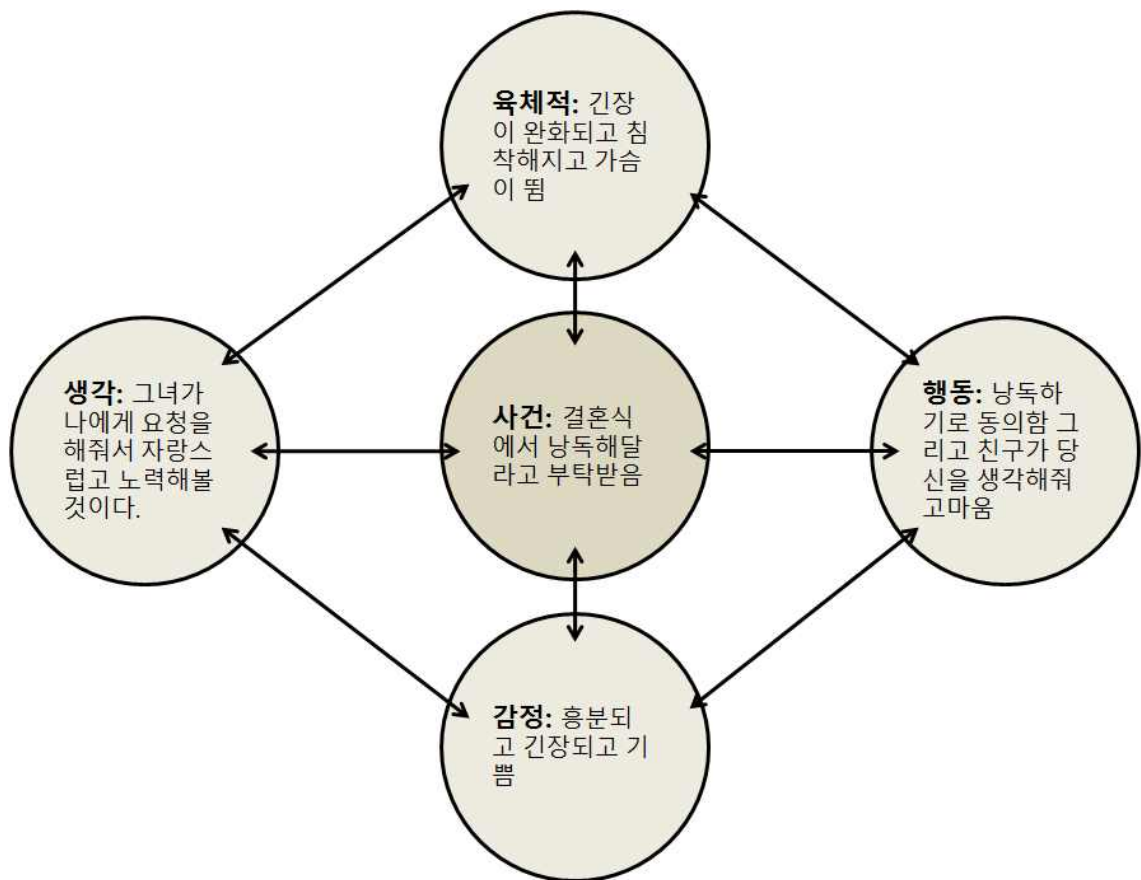 육체적: 긴장
이 완화되고 침
착해지고 가슴
이 뜀
생각: 그녀가
나에게 요청을
해줘서 자랑스
럽고 노력해볼
것이다.
사건: 결혼식
에서 낭독해달
라고 부탁받음
행동: 낭독하
기로 동의함 그
리고 친구가 당
신을 생각해줘
고마움
감정: 흥분되
고 긴장되고 기
쁨